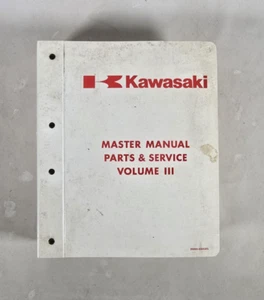 Kawasaki
MASTER MANUAL
PARTS & SERVICE
VOLUME III